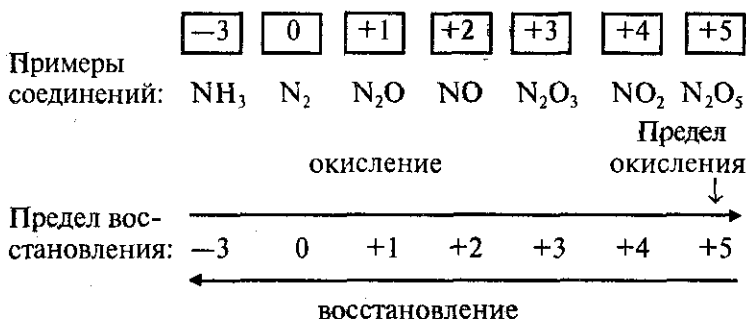 —3 0 +1 +2 +3 +4 +5
Примеры
соединений: NH₃ N₂ N₂O NO N₂O₃ NO₂ N₂O₅
Предел
окисление окисления
↓
Предел вос-
становления: —3 0 +1 +2 +3 +4 +5
восстановление